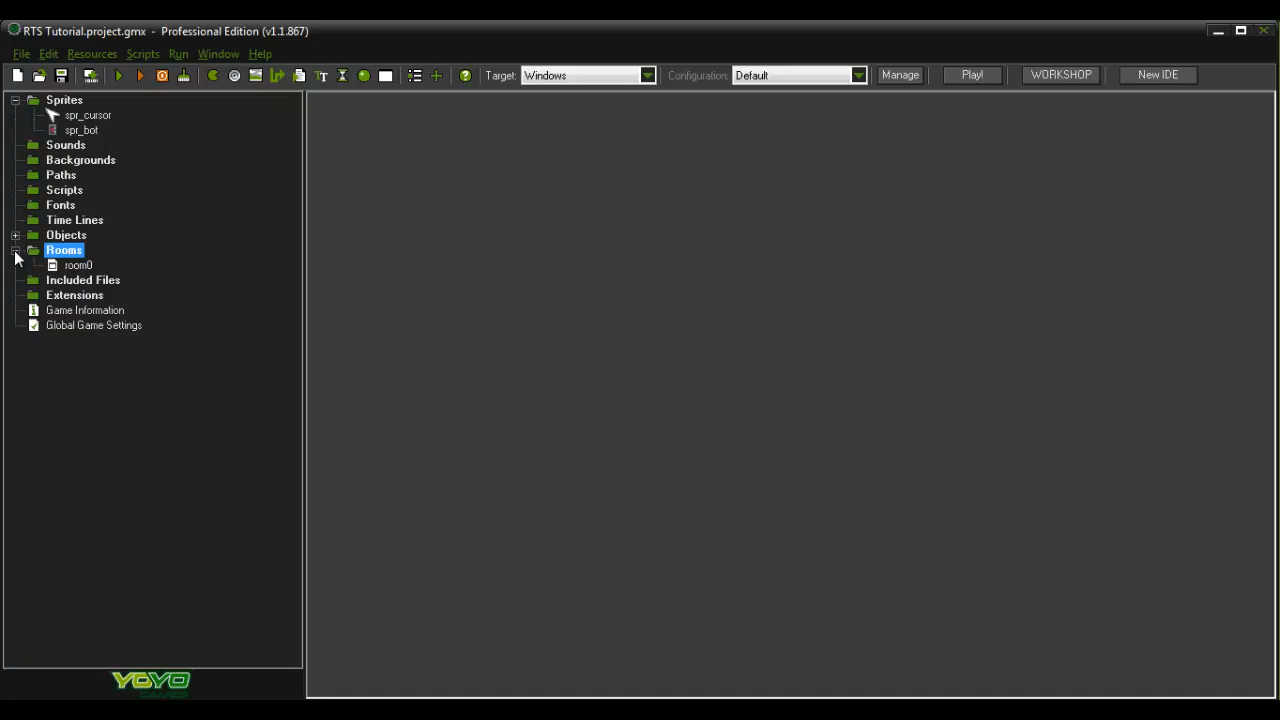 RTS Tutorial.project.gmx - Professional Edition (v1.1.867)
File Edit Resources Scripts Run Window Help
Target: Windows Configuration: Default Manage Play! WORKSHOP New IDE
Sprites
spr_cursor
spr_bot
Sounds
Backgrounds
Paths
Scripts
Fonts
Time Lines
Objects
Rooms
room0
Included Files
Extensions
Game Information
Global Game Settings
YOYO
GAMES